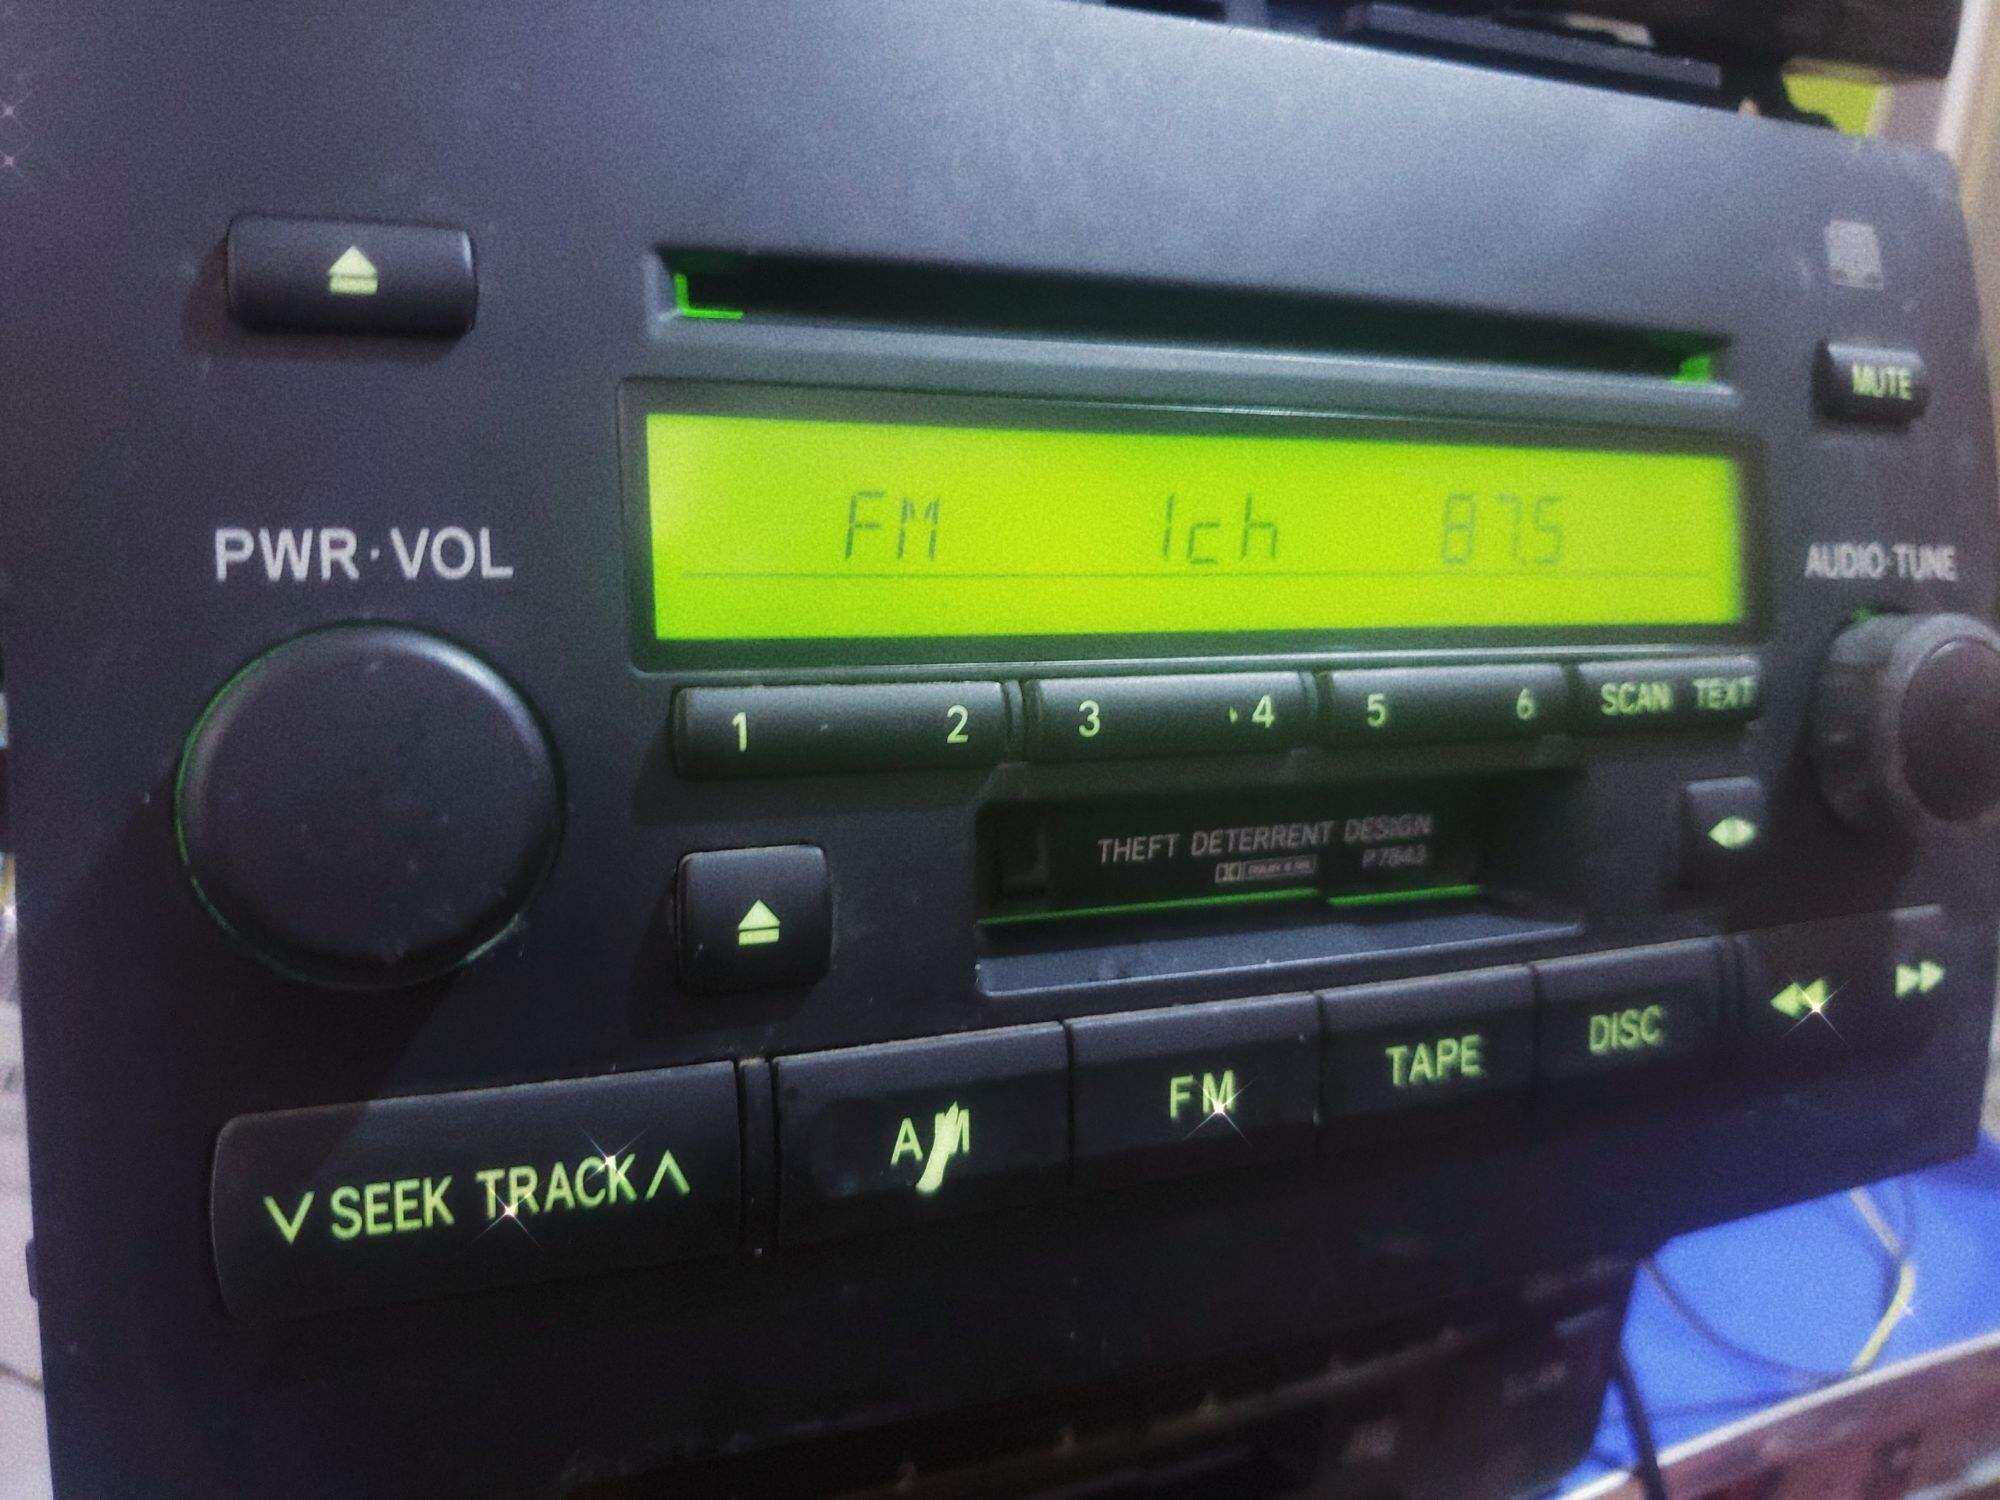 MUTE
FM 1ch 87.5
PWR·VOL
AUDIO·TUNE
1 2 3 4 5 6 SCAN TEXT
THEFT DETERRENT DESIGN
P7843
SEEK TRACK
AM
FM
TAPE
DISC